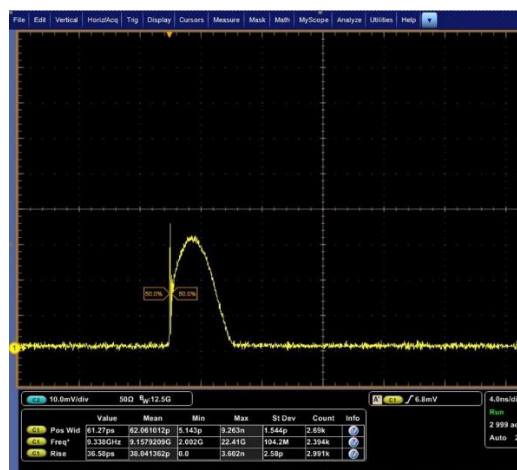 File Edit Vertical Horiz/Acq Trig Display Cursors Measure Mask Math MyScope Analyze Utilities Help
50.0% 50.0%
1
C2 10.0mV/div 50Ω BW:12.5G
A' C1 6.8mV
4.0ns/di
Run
2 999 ac
Auto 2
Value Mean Min Max St Dev Count Info
C1 Pos Wid 61.27ps 62.061012p 5.143p 9.263n 1.544p 2.69k
C1 Freq* 9.338GHz 9.1579209G 2.002G 22.41G 104.2M 2.394k
C1 Rise 36.58ps 38.041362p 0.0 3.602n 2.58p 2.991k